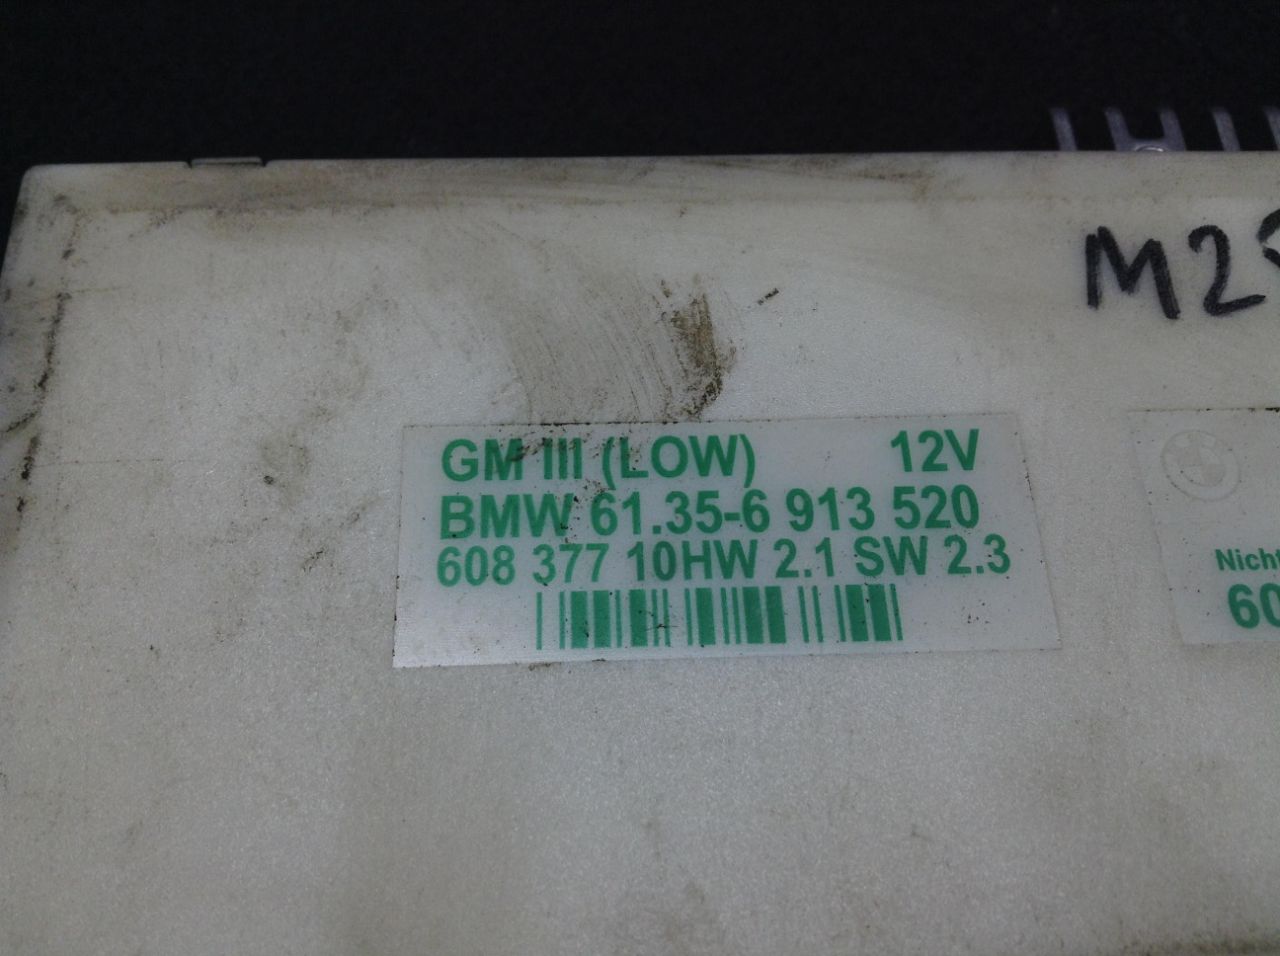 M2
GM III (LOW) 12V
BMW 61.35-6 913 520
608 377 10HW 2.1 SW 2.3
Nicht
60